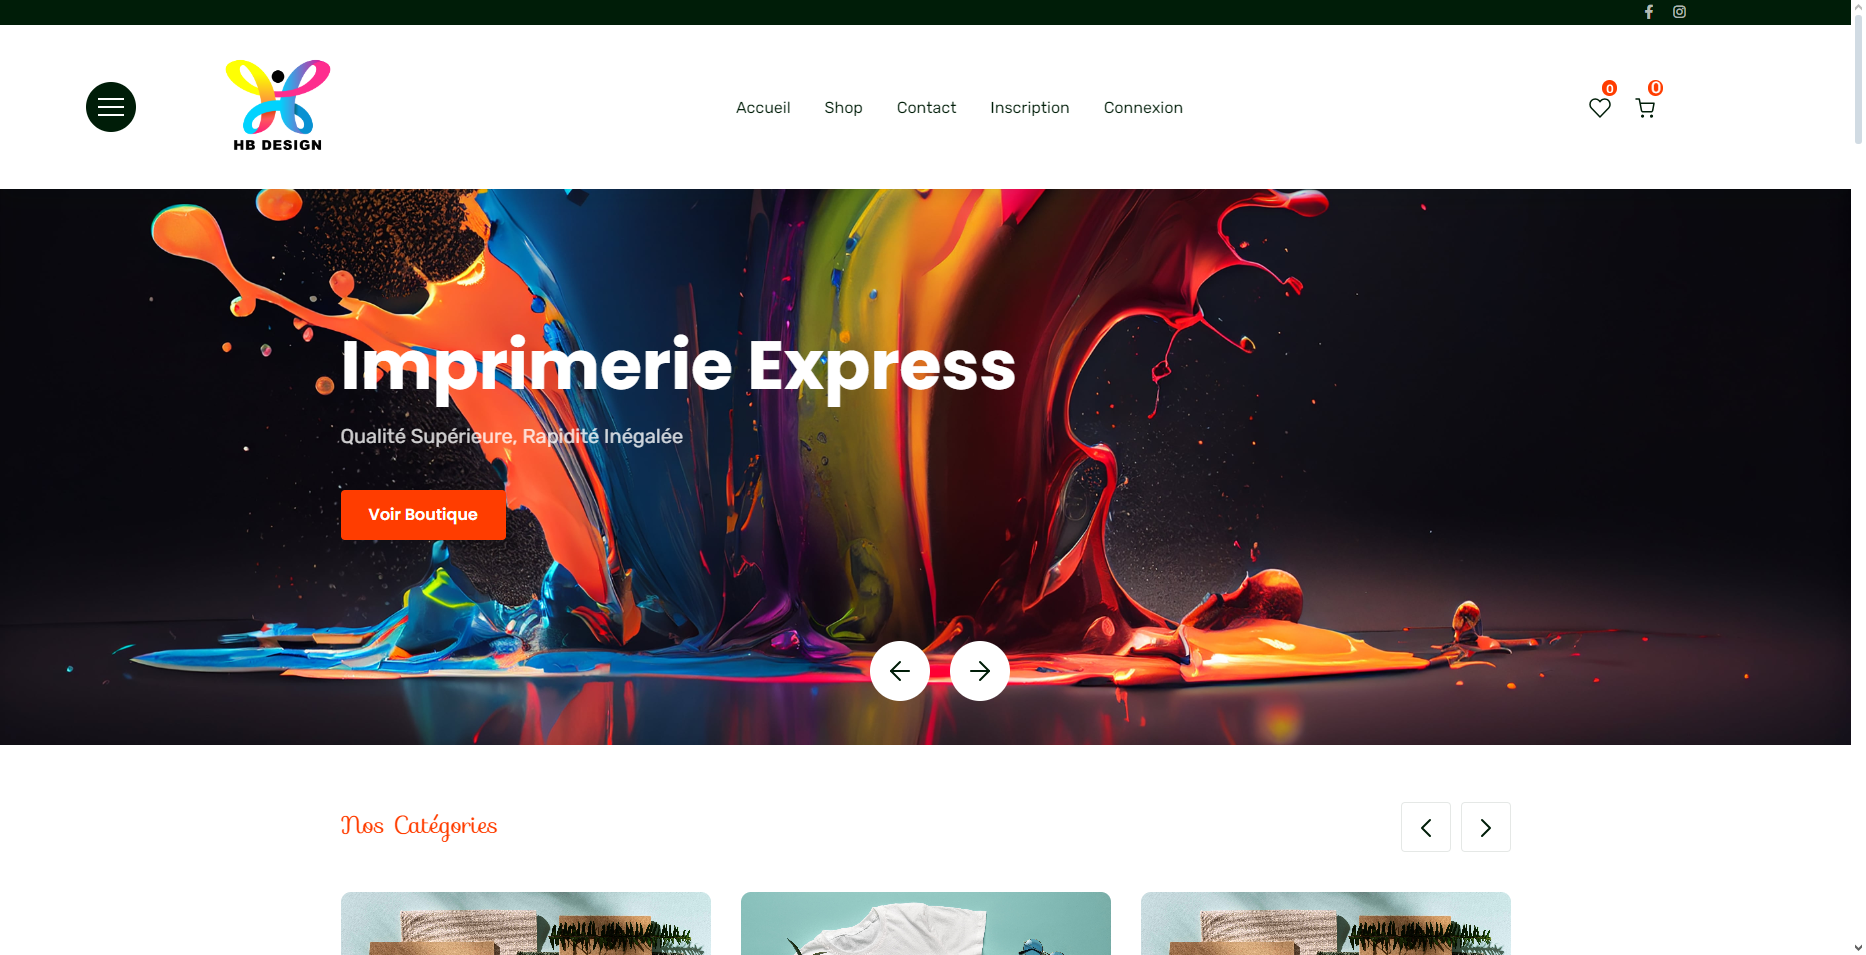 HB DESIGN
Accueil Shop Contact Inscription Connexion
0 0
Imprimerie Express
Qualité Supérieure, Rapidité Inégalée
Voir Boutique
Nos Catégories